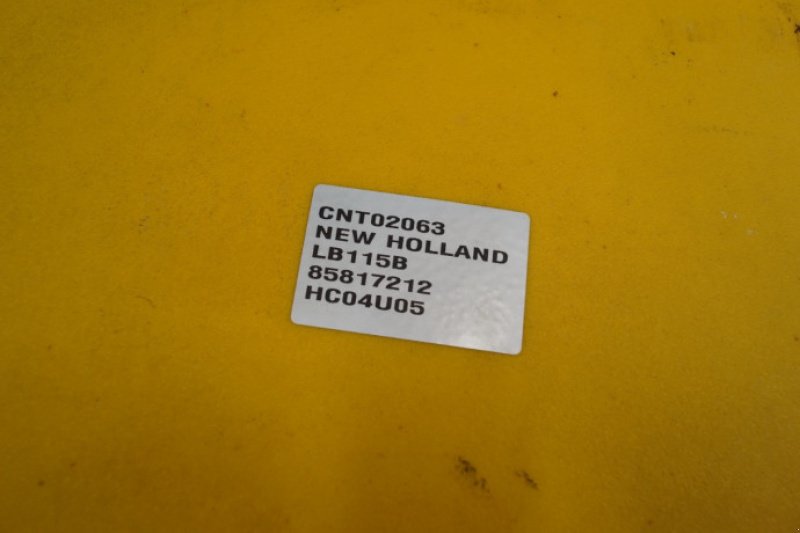 CNT02063
NEW HOLLAND
LB115B
85817212
HC04U05